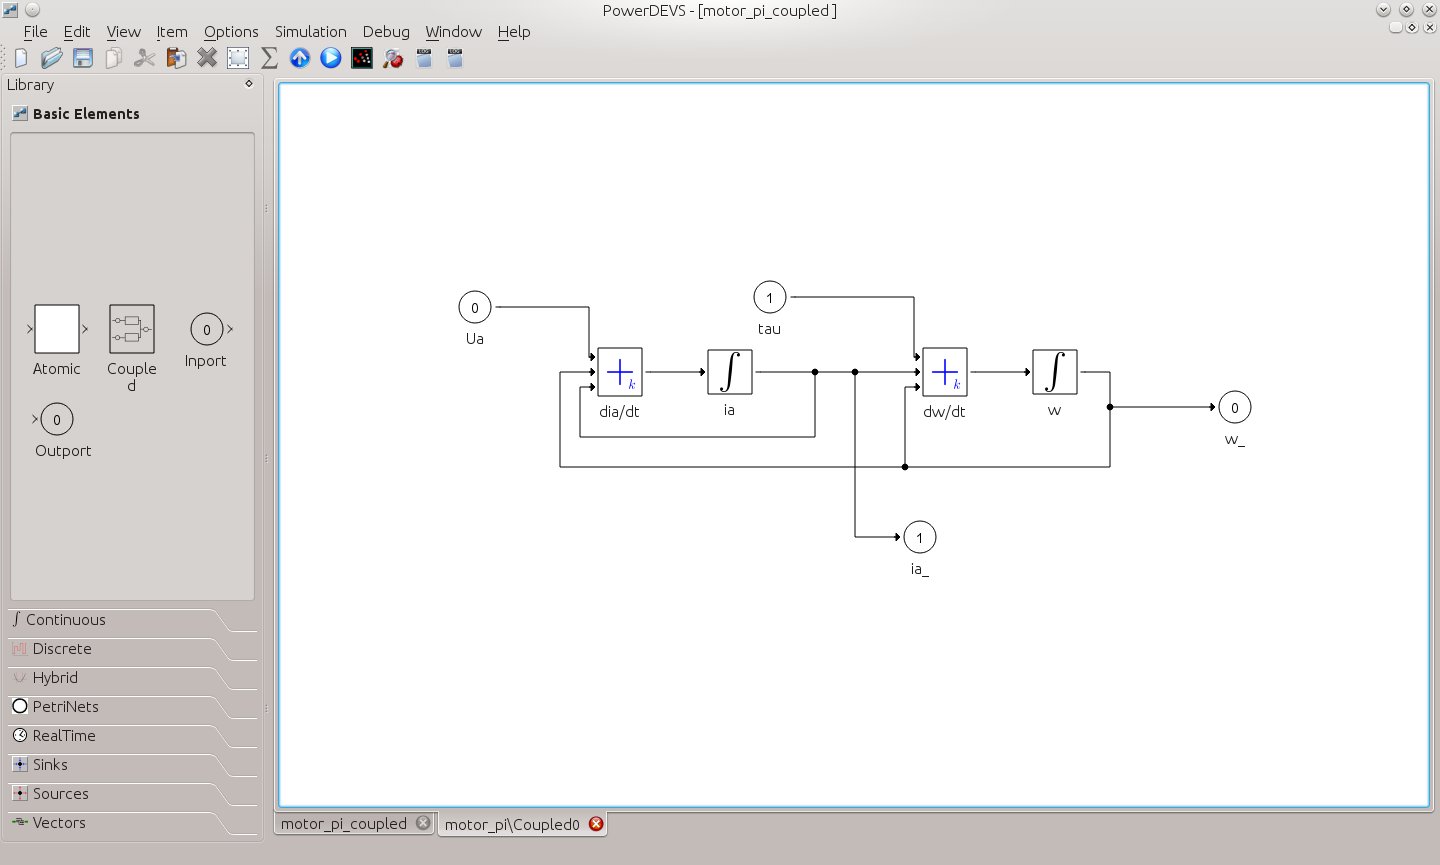 PowerDEVS - [motor_pi_coupled ]
File Edit View Item Options Simulation Debug Window Help
Library
Basic Elements
Atomic
Couple
d
0
Inport
0
Outport
∫ Continuous
Discrete
Hybrid
PetriNets
RealTime
Sinks
Sources
Vectors
0
Ua
1
tau
+k
dia/dt
∫
ia
+k
dw/dt
∫
w
0
w_
1
ia_
motor_pi_coupled
motor_pi\Coupled0